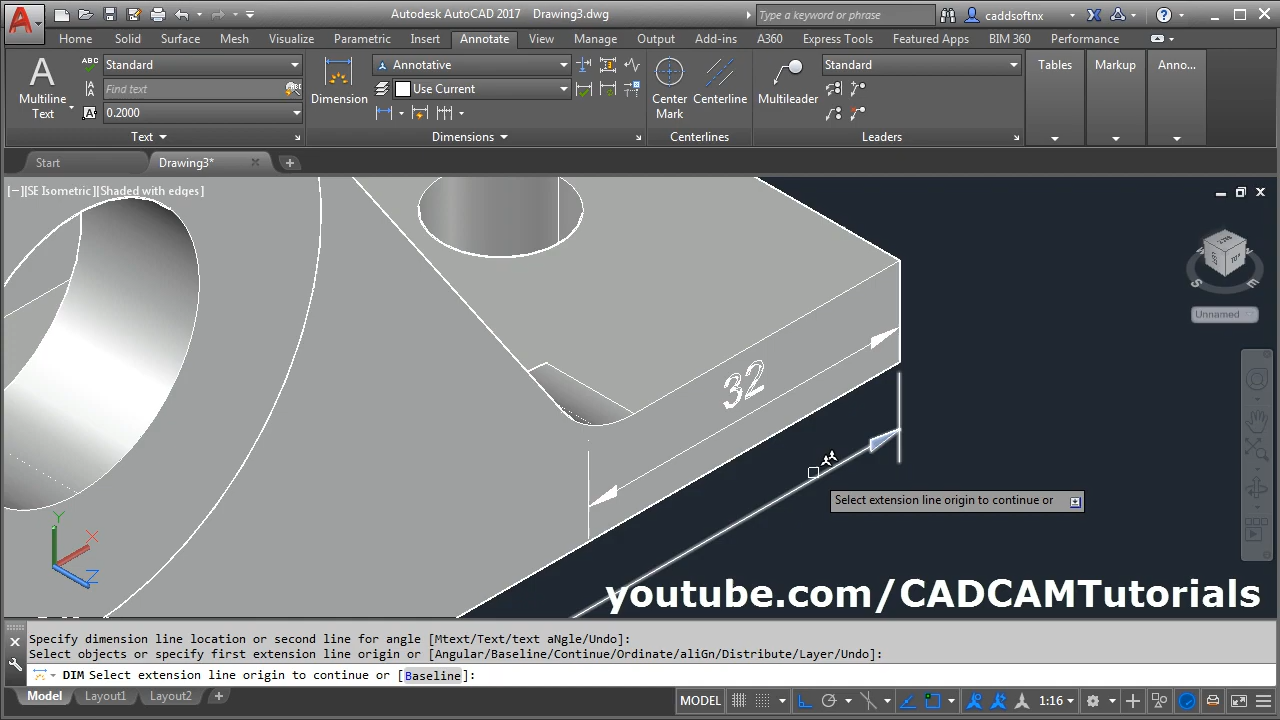 Autodesk AutoCAD 2017 Drawing3.dwg
Type a keyword or phrase
caddsoftnx
Home Solid Surface Mesh Visualize Parametric Insert Annotate View Manage Output Add-ins A360 Express Tools Featured Apps BIM 360 Performance
A
Multiline
Text
ABC
Standard
Find text
0.2000
Text
Dimension
Annotative
Use Current
Dimensions
Center
Mark
Centerline
Centerlines
Multileader
Standard
Leaders
Tables
Markup
Anno...
Start
Drawing3*
[−][SE Isometric][Shaded with edges]
S
E
Unnamed
32
Select extension line origin to continue or
Y
X
Z
youtube.com/CADCAMTutorials
Specify dimension line location or second line for angle [Mtext/Text/text aNgle/Undo]:
Select objects or specify first extension line origin or [Angular/Baseline/Continue/Ordinate/aliGn/Distribute/Layer/Undo]:
DIM Select extension line origin to continue or [Baseline]:
Model Layout1 Layout2
MODEL
1:16